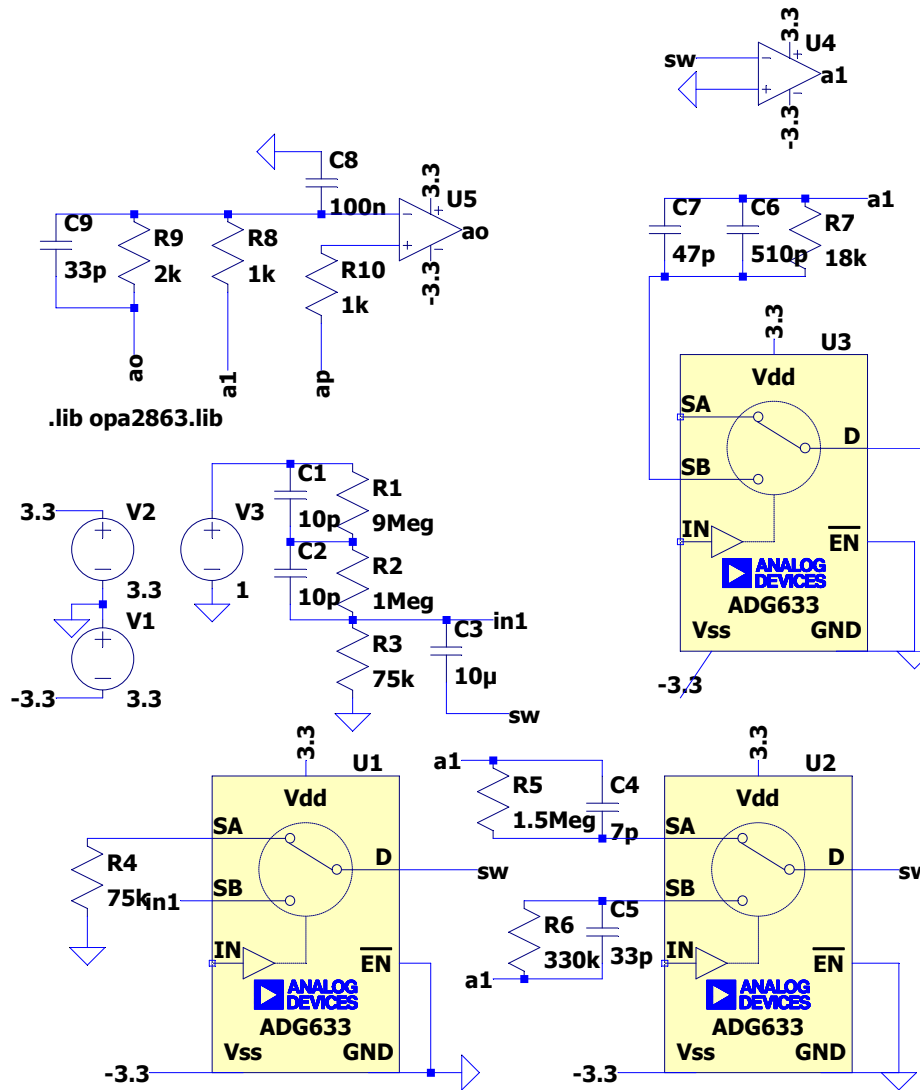 3.3
U4
sw
a1
-3.3
C8
100n
3.3
U5
ao
-3.3
C9
33p
R9
2k
R8
1k
R10
1k
ao
a1
ap
.lib opa2863.lib
a1
C7
47p
C6
510p
R7
18k
3.3
U3
Vdd
SA
D
SB
IN
EN
ANALOG
DEVICES
ADG633
Vss
GND
-3.3
3.3
V2
3.3
V1
-3.3
3.3
V3
1
C1
10p
R1
9Meg
C2
10p
R2
1Meg
in1
R3
75k
C3
10µ
sw
3.3
U1
Vdd
SA
D
sw
SB
in1
R4
75k
IN
EN
ANALOG
DEVICES
ADG633
Vss
GND
-3.3
a1
R5
1.5Meg
C4
7p
3.3
U2
Vdd
SA
D
sw
SB
R6
330k
C5
33p
a1
IN
EN
ANALOG
DEVICES
ADG633
Vss
GND
-3.3